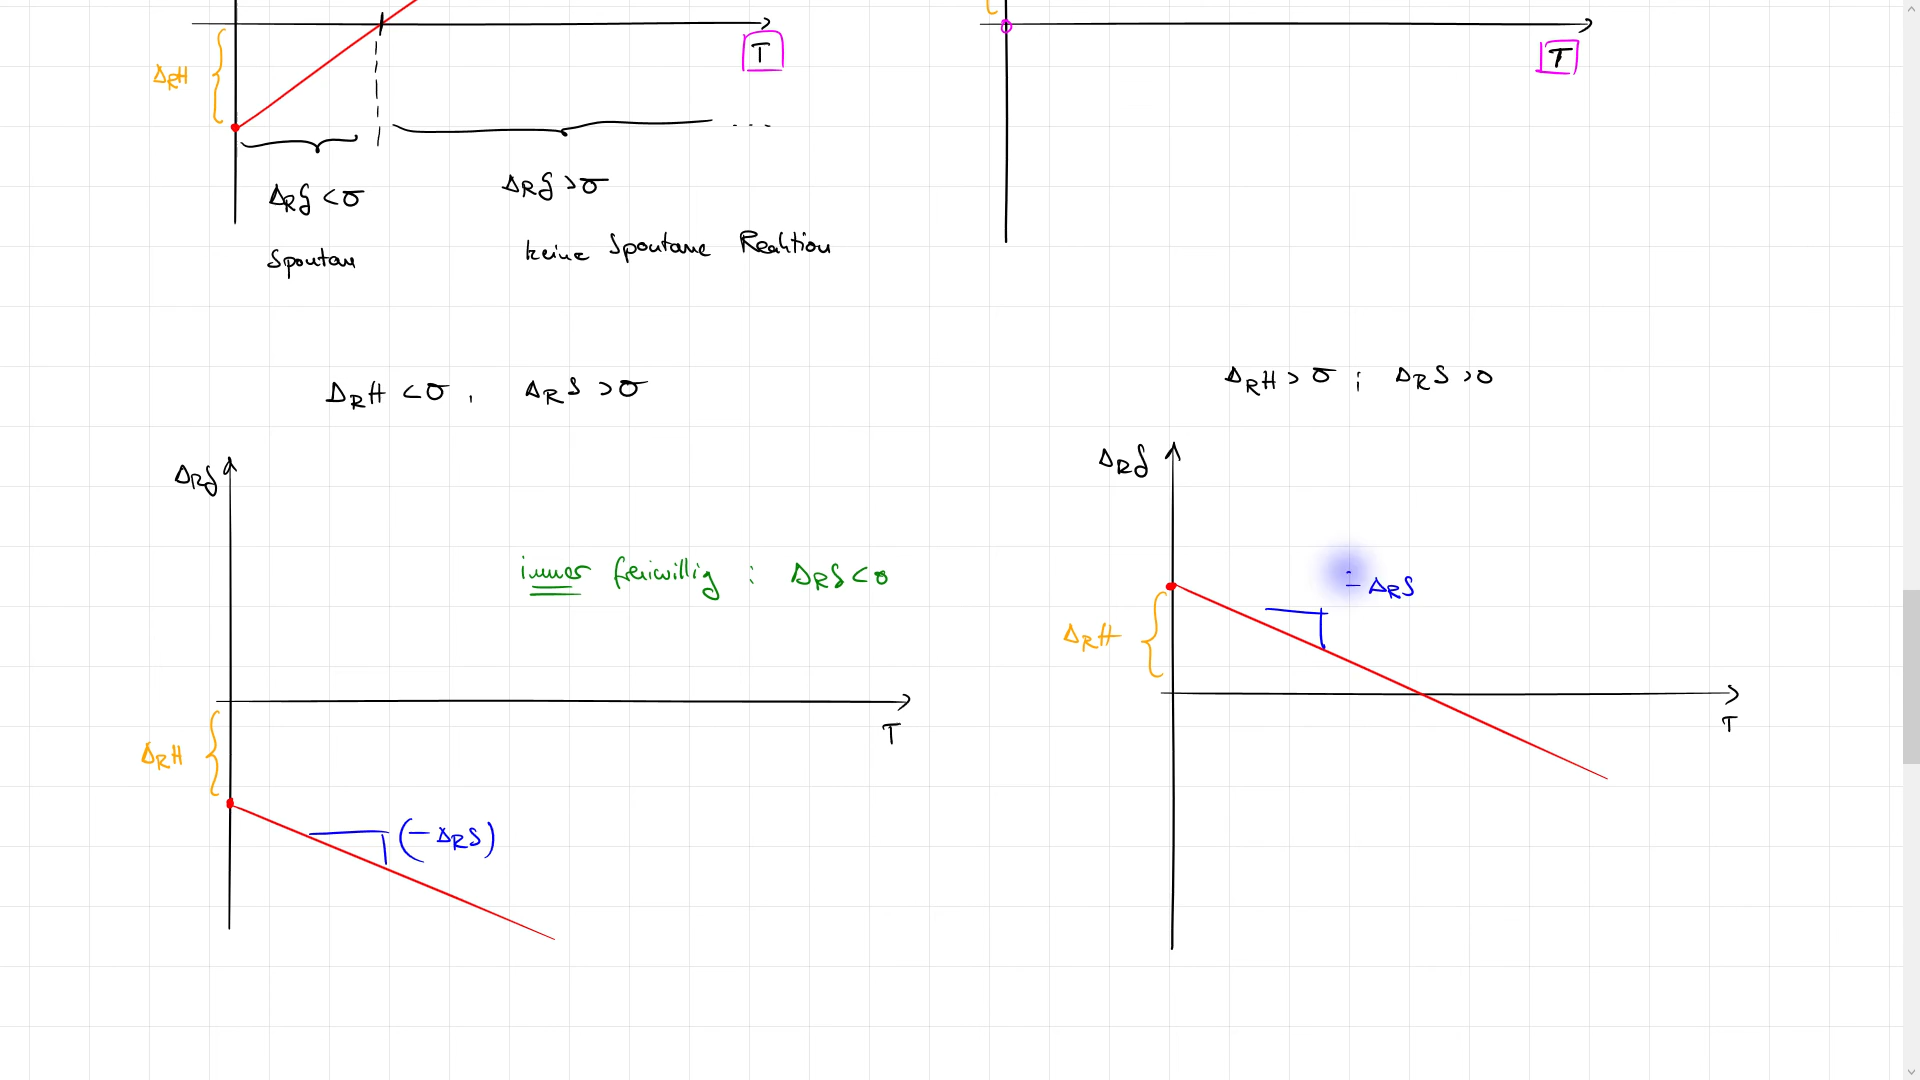 T
T
ΔRH
ΔRG < 0
ΔRG > 0
...
Spontan
keine Spontane Reaktion
ΔRH < 0, ΔRS > 0
ΔRH > 0 ; ΔRS > 0
ΔRG
ΔRG
immer freiwillig : ΔRG < 0
- ΔRS
ΔRH
T
T
ΔRH
(- ΔRS)